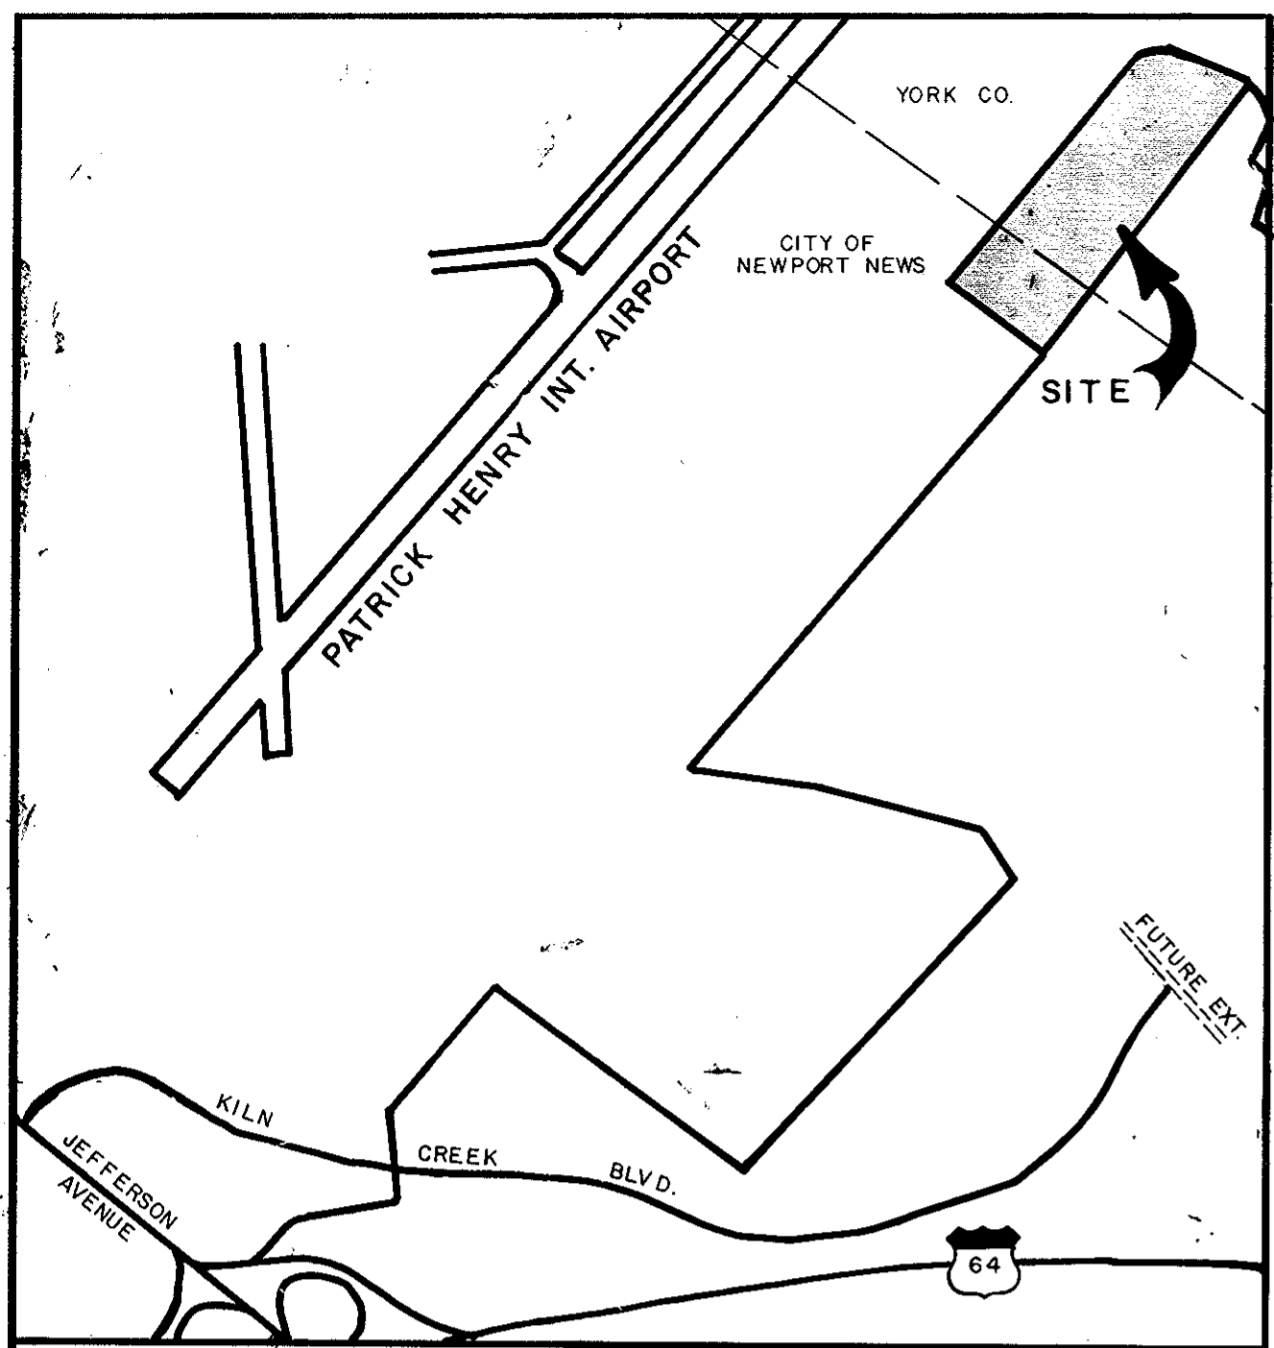 YORK CO.
CITY OF
NEWPORT NEWS
SITE
PATRICK HENRY INT. AIRPORT
FUTURE EXT.
KILN CREEK BLVD.
JEFFERSON
AVENUE
64